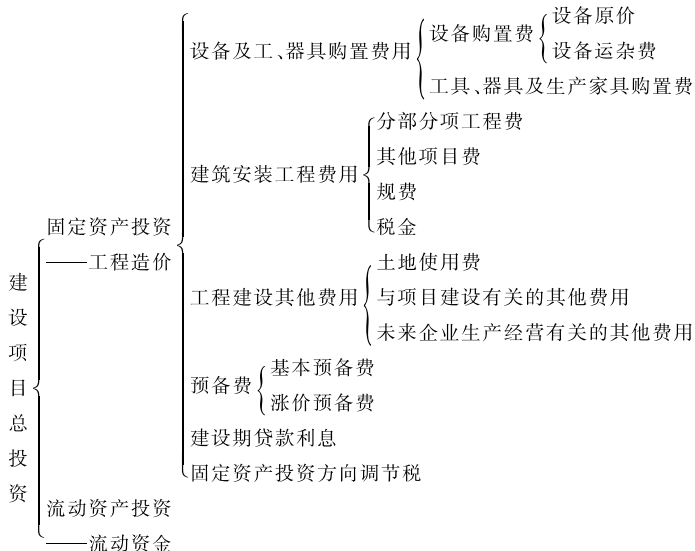 设备原价
设备购置费
设备运杂费
设备及工、器具购置费用
工具、器具及生产家具购置费
分部分项工程费
其他项目费
建筑安装工程费用
规费
税金
固定资产投资
——工程造价
土地使用费
工程建设其他费用
与项目建设有关的其他费用
未来企业生产经营有关的其他费用
建设项目总投资
基本预备费
预备费
涨价预备费
建设期贷款利息
固定资产投资方向调节税
流动资产投资
——流动资金